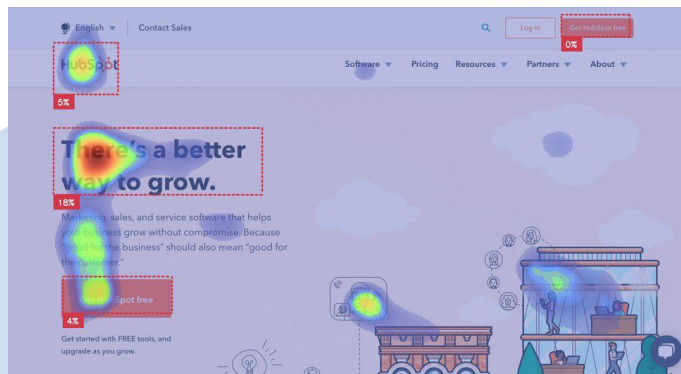 English
Contact Sales
Log in
Get HubSpot free
0%
HubSpot
Software
Pricing
Resources
Partners
About
5%
There's a better
way to grow.
18%
Marketing, sales, and service software that helps
your business grow without compromise. Because
"good for the business" should also mean "good for
the customer."
Get HubSpot free
4%
Get started with FREE tools, and
upgrade as you grow.